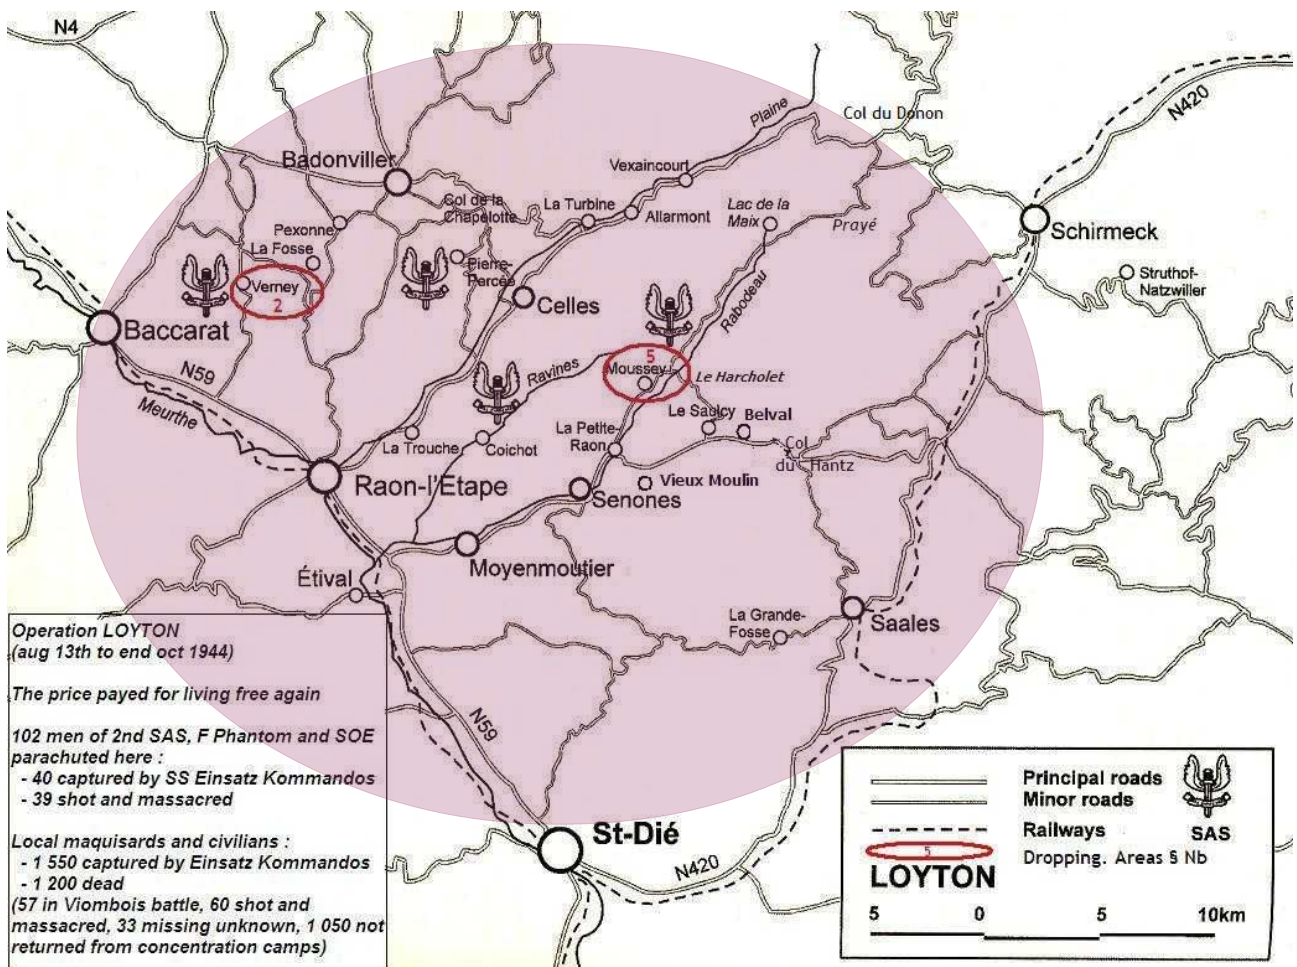 N4
N420
Plaine
Col du Donon
Badonviller
Vexaincourt
Col de la
Chapelotte
La Turbine
Allarmont
Lac de la
Maix
Prayé
Schirmeck
Pexonne
La Fosse
Pierre-
Percée
Struthof-
Natzwiller
Verney
2
Celles
Rabodeau
Baccarat
N59
Meurthe
Ravines
5
Moussey
Le Harcholet
La Trouche
Coichot
La Petite-
Raon
Le Saulcy
Belval
Col
du Hantz
Raon-l'Etape
Senones
Vieux Moulin
Moyenmoutier
Étival
La Grande-
Fosse
Saales
N59
St-Dié
N420
Operation LOYTON
(aug 13th to end oct 1944)
The price payed for living free again
102 men of 2nd SAS, F Phantom and SOE
parachuted here :
- 40 captured by SS Einsatz Kommandos
- 39 shot and massacred
Local maquisards and civilians :
- 1 550 captured by Einsatz Kommandos
- 1 200 dead
(57 in Viombois battle, 60 shot and
massacred, 33 missing unknown, 1 050 not
returned from concentration camps)
Principal roads
Minor roads
Railways
SAS
5
Dropping. Areas § Nb
LOYTON
5 0 5 10km